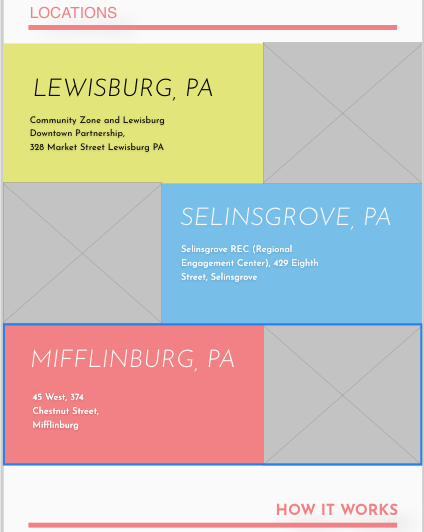 LOCATIONS
LEWISBURG, PA
Community Zone and Lewisburg
Downtown Partnership,
328 Market Street Lewisburg PA
SELINSGROVE, PA
Selinsgrove REC (Regional
Engagement Center), 429 Eighth
Street, Selinsgrove
MIFFLINBURG, PA
45 West, 374
Chestnut Street,
Mifflinburg
HOW IT WORKS